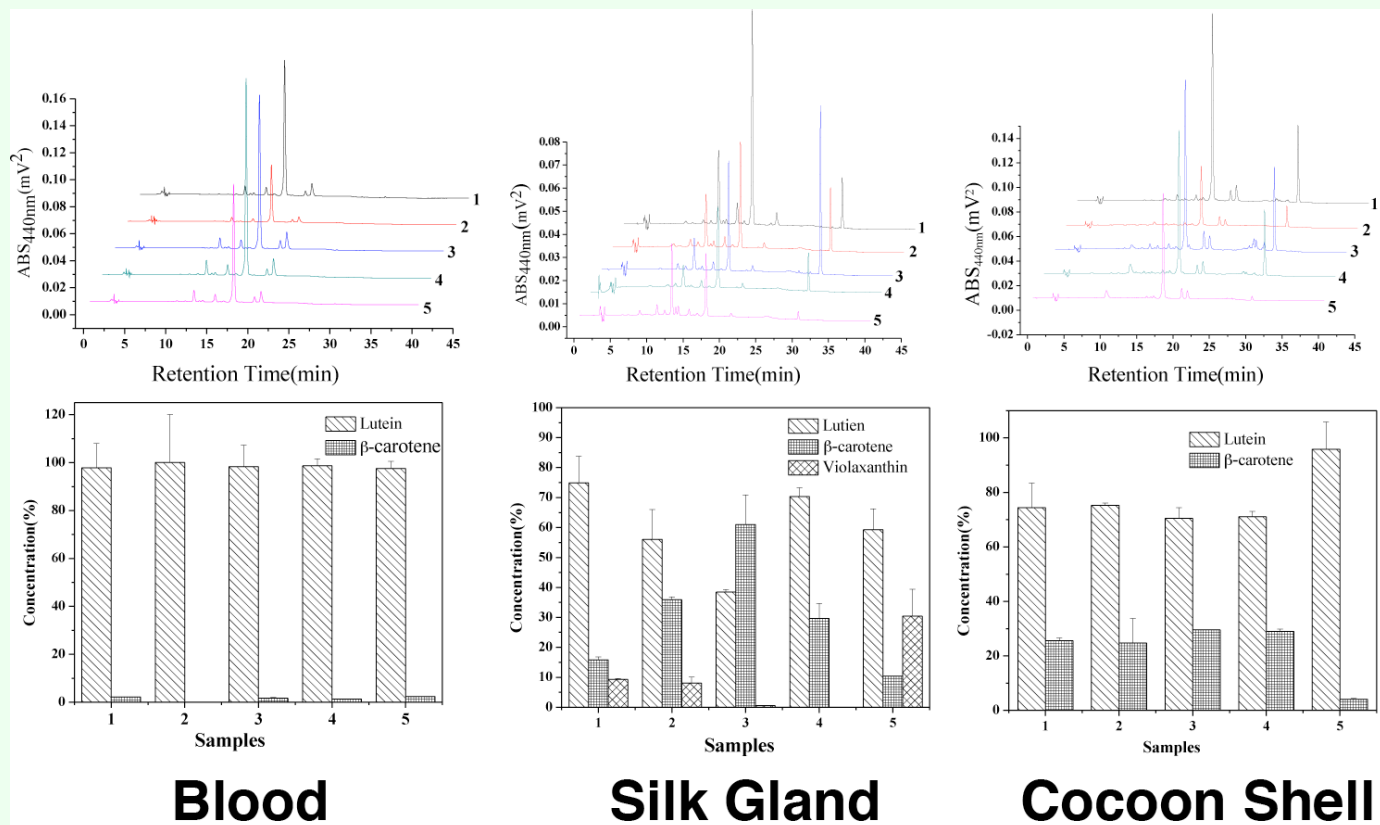 ABS440nm(mV2)
0.16
0.14
0.12
0.10
0.08
0.06
0.04
0.02
0.00
1
2
3
4
5
0 5 10 15 20 25 30 35 40 45
Retention Time(min)
ABS440nm(mV2)
0.08
0.07
0.06
0.05
0.04
0.03
0.02
0.01
0.00
1
2
3
4
5
0 5 10 15 20 25 30 35 40 45
Retention Time(min)
ABS440nm(mV2)
0.14
0.12
0.10
0.08
0.06
0.04
0.02
0.00
-0.02
1
2
3
4
5
0 5 10 15 20 25 30 35 40 45
Retention Time(min)
Concentration(%)
120
100
80
60
40
20
0
Lutein
β-carotene
1 2 3 4 5
Samples
Concentration(%)
100
90
80
70
60
50
40
30
20
10
0
Lutien
β-carotene
Violaxanthin
1 2 3 4 5
Samples
Concentration(%)
100
80
60
40
20
0
Lutein
β-carotene
1 2 3 4 5
Samples
Blood
Silk Gland
Cocoon Shell